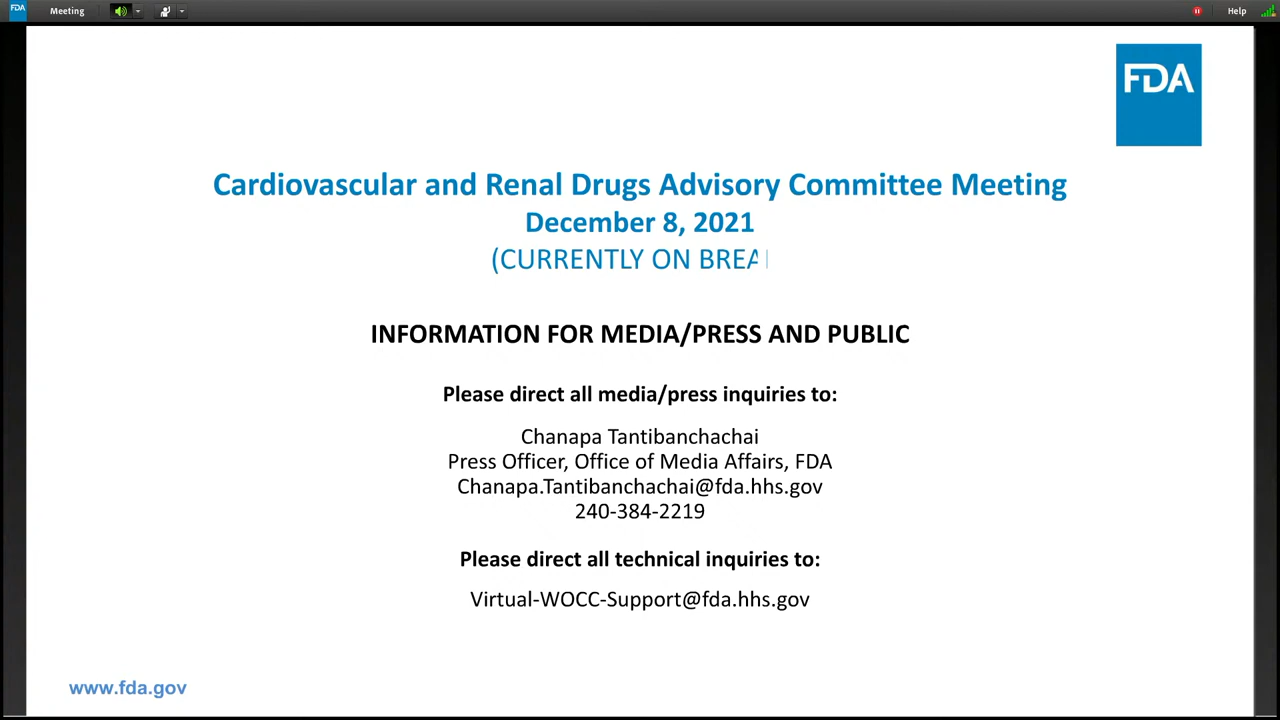 FDA
Meeting
Help
FDA
Cardiovascular and Renal Drugs Advisory Committee Meeting
December 8, 2021
(CURRENTLY ON
INFORMATION FOR MEDIA/PRESS AND PUBLIC
Please direct all media/press inquiries to:
Chanapa Tantibanchachai
Press Officer, Office of Media Affairs, FDA
Chanapa.Tantibanchachai@fda.hhs.gov
240-384-2219
Please direct all technical inquiries to:
Virtual-WOCC-Support@fda.hhs.gov
www.fda.gov